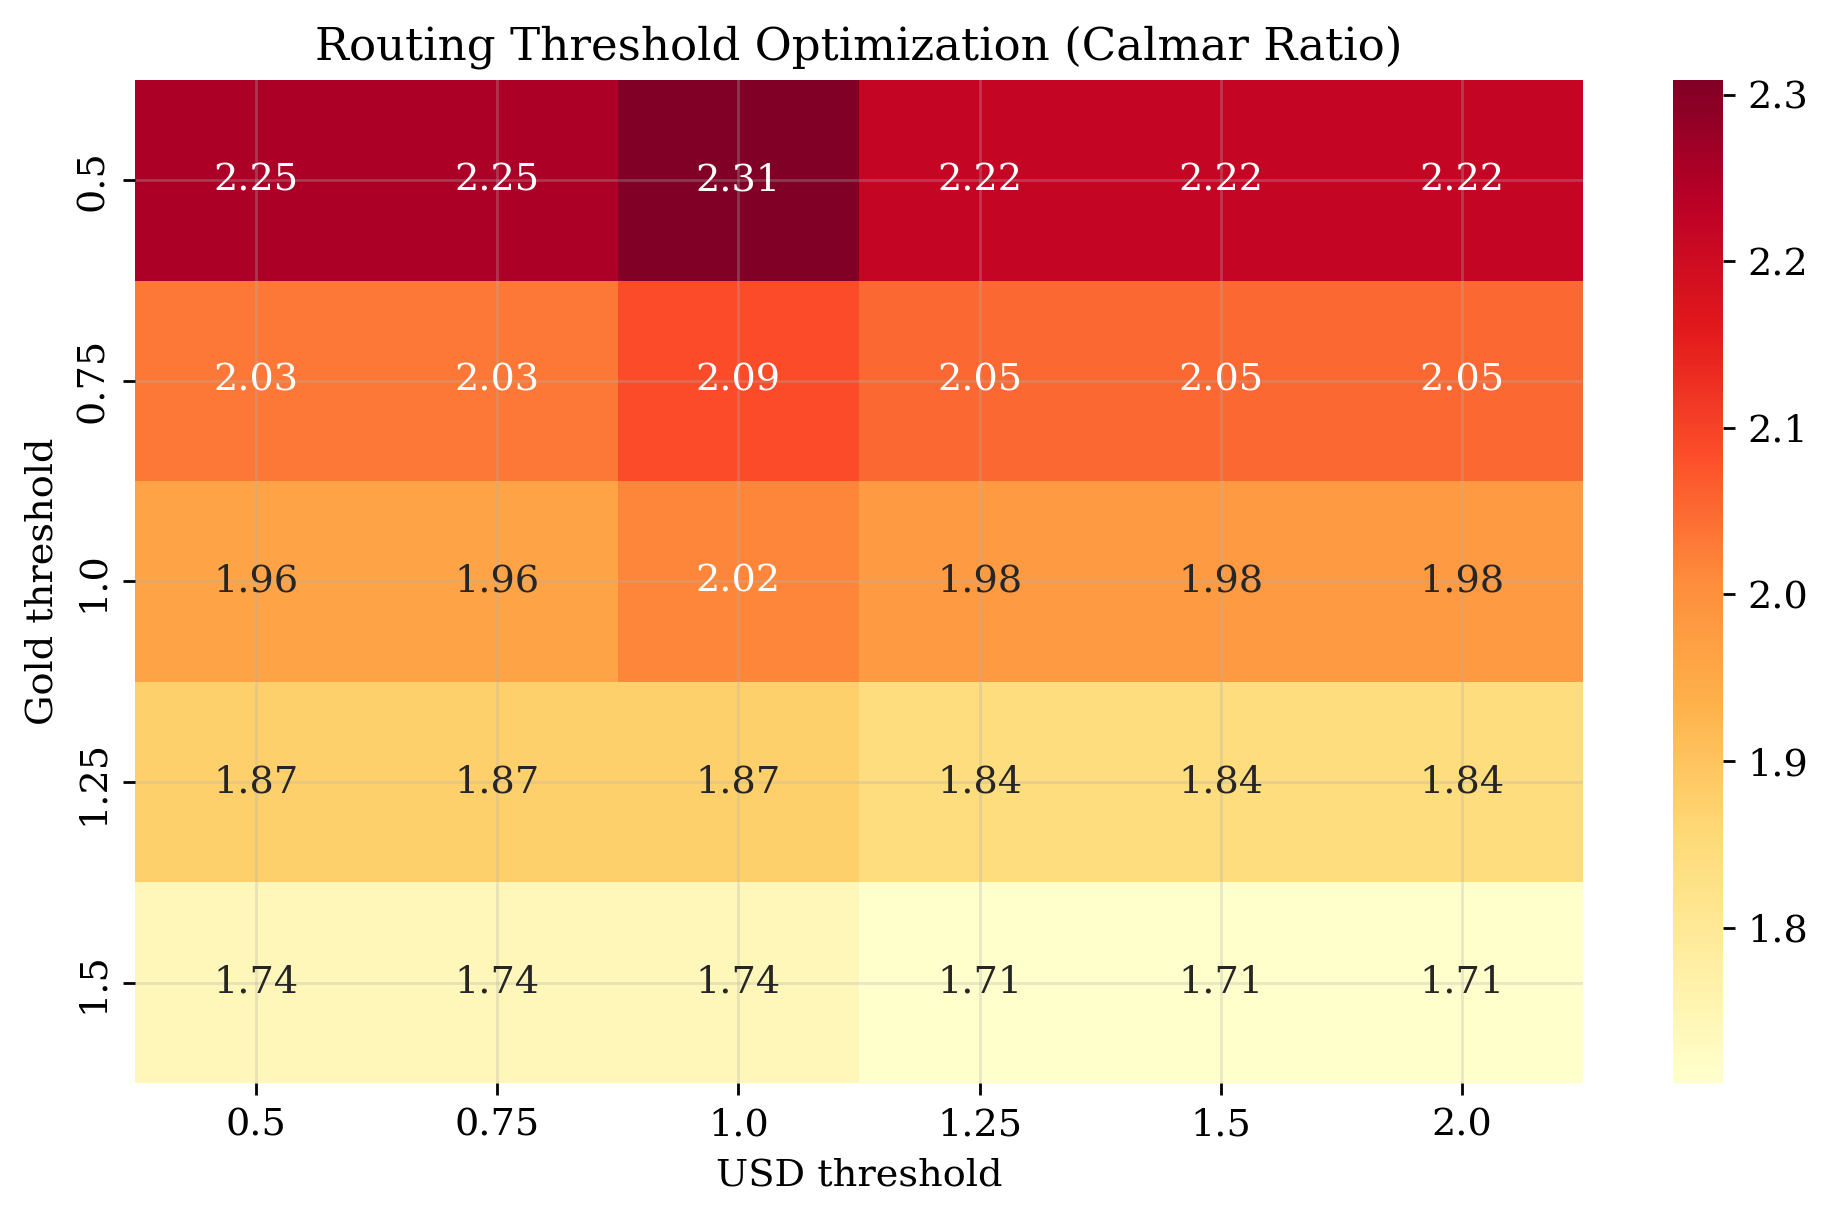 Routing Threshold Optimization (Calmar Ratio)
Gold threshold
0.5 2.25 2.25 2.31 2.22 2.22 2.22
0.75 2.03 2.03 2.09 2.05 2.05 2.05
1.0 1.96 1.96 2.02 1.98 1.98 1.98
1.25 1.87 1.87 1.87 1.84 1.84 1.84
1.5 1.74 1.74 1.74 1.71 1.71 1.71
0.5 0.75 1.0 1.25 1.5 2.0
USD threshold
2.3
2.2
2.1
2.0
1.9
1.8